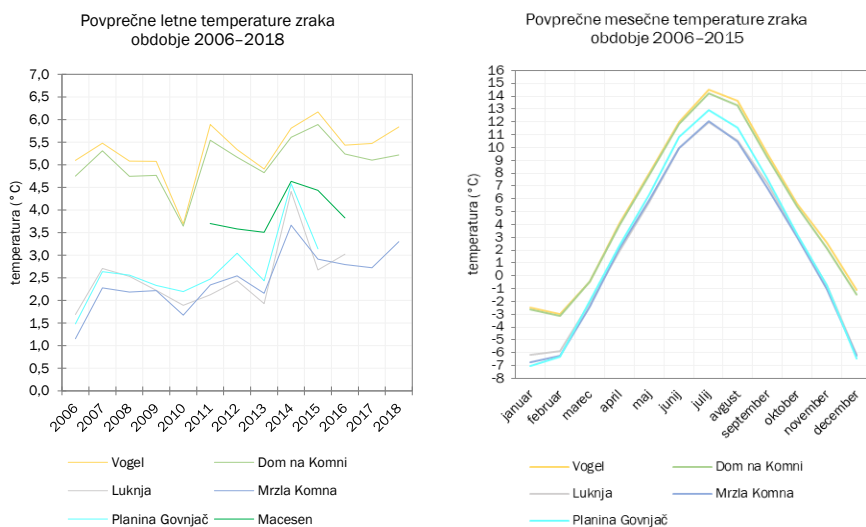 Povprečne letne temperature zraka
obdobje 2006–2018
temperatura (°C)
7,0
6,5
6,0
5,5
5,0
4,5
4,0
3,5
3,0
2,5
2,0
1,5
1,0
0,5
0,0
2006
2007
2008
2009
2010
2011
2012
2013
2014
2015
2016
2017
2018
Vogel
Dom na Komni
Luknja
Mrzla Komna
Planina Govnjač
Macesen
Povprečne mesečne temperature zraka
obdobje 2006–2015
temperatura (°C)
16
15
14
13
12
11
10
9
8
7
6
5
4
3
2
1
0
-1
-2
-3
-4
-5
-6
-7
-8
januar
februar
marec
april
maj
junij
julij
avgust
september
oktober
november
december
Vogel
Dom na Komni
Luknja
Mrzla Komna
Planina Govnjač